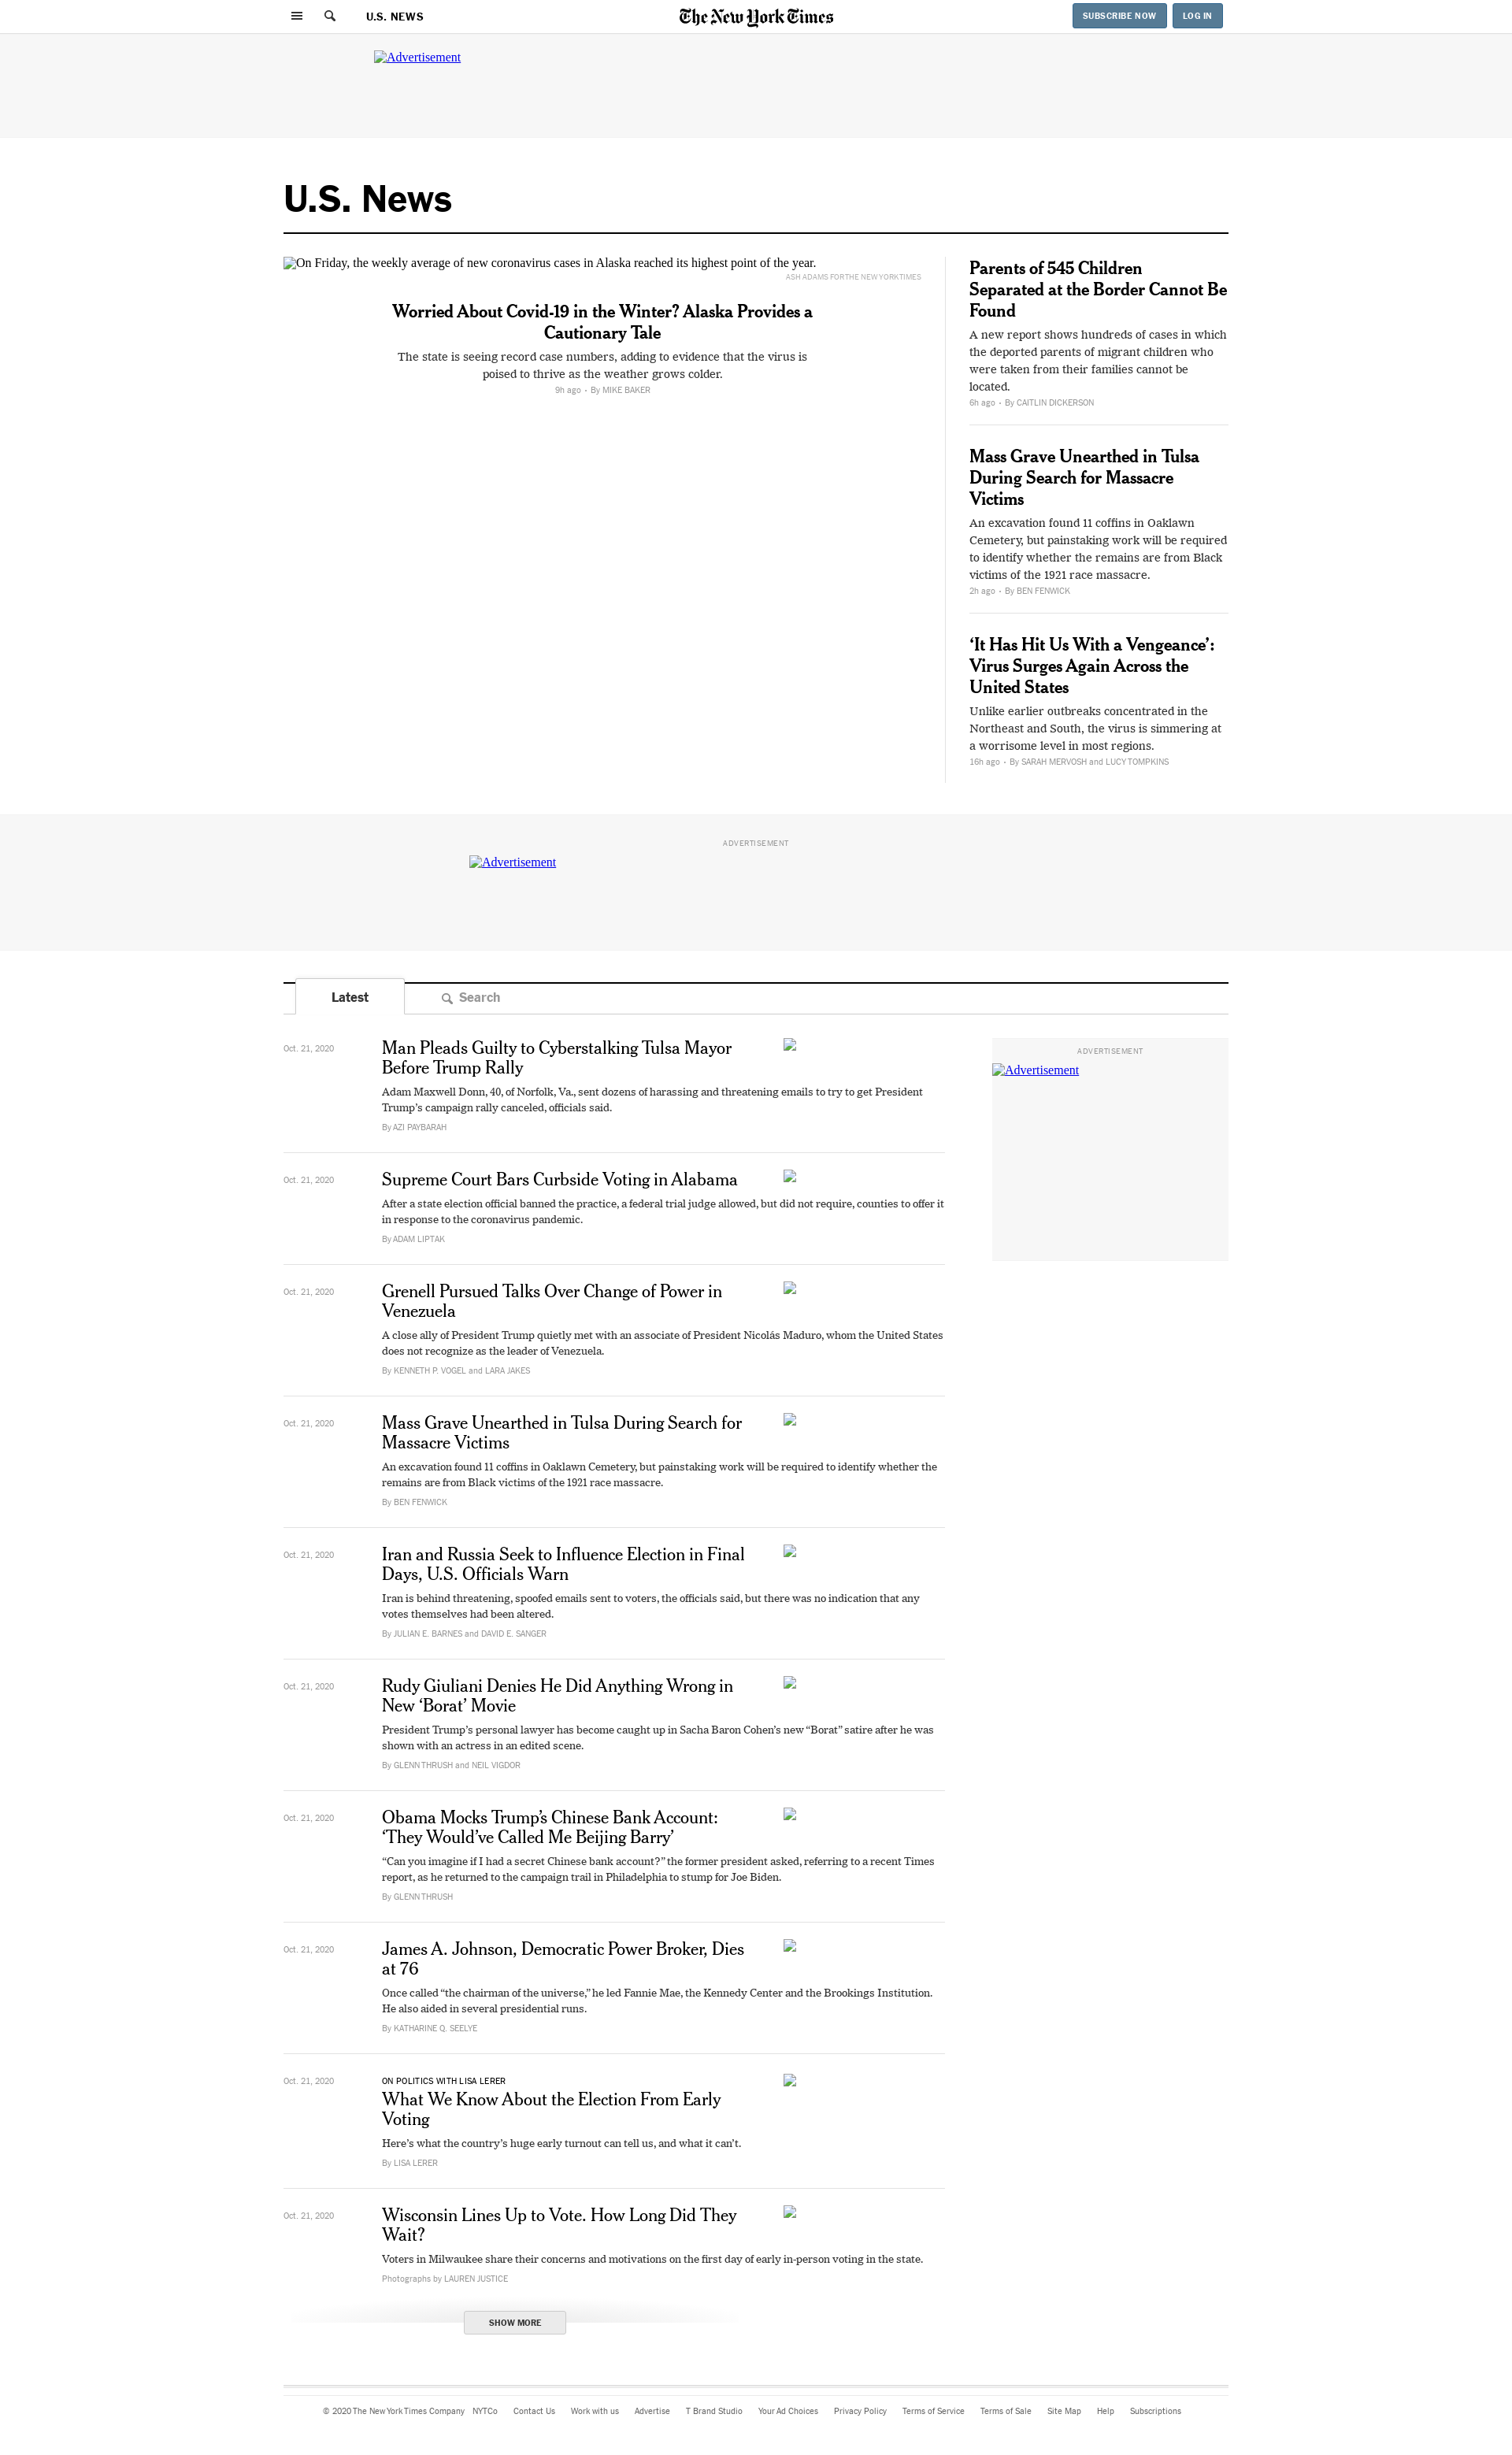 U.S. NEWS
The New York Times
SUBSCRIBE NOW
LOG IN
Advertisement
U.S. News
On Friday, the weekly average of new coronavirus cases in Alaska reached its highest point of the year.
ASH ADAMS FOR THE NEW YORK TIMES
Worried About Covid-19 in the Winter? Alaska Provides a
Cautionary Tale
The state is seeing record case numbers, adding to evidence that the virus is
poised to thrive as the weather grows colder.
9h ago • By MIKE BAKER
Parents of 545 Children
Separated at the Border Cannot Be
Found
A new report shows hundreds of cases in which
the deported parents of migrant children who
were taken from their families cannot be
located.
6h ago • By CAITLIN DICKERSON
Mass Grave Unearthed in Tulsa
During Search for Massacre
Victims
An excavation found 11 coffins in Oaklawn
Cemetery, but painstaking work will be required
to identify whether the remains are from Black
victims of the 1921 race massacre.
2h ago • By BEN FENWICK
‘It Has Hit Us With a Vengeance’:
Virus Surges Again Across the
United States
Unlike earlier outbreaks concentrated in the
Northeast and South, the virus is simmering at
a worrisome level in most regions.
16h ago • By SARAH MERVOSH and LUCY TOMPKINS
ADVERTISEMENT
Advertisement
Latest
Search
Oct. 21, 2020
Man Pleads Guilty to Cyberstalking Tulsa Mayor
Before Trump Rally
Adam Maxwell Donn, 40, of Norfolk, Va., sent dozens of harassing and threatening emails to try to get President
Trump’s campaign rally canceled, officials said.
By AZI PAYBARAH
ADVERTISEMENT
Advertisement
Oct. 21, 2020
Supreme Court Bars Curbside Voting in Alabama
After a state election official banned the practice, a federal trial judge allowed, but did not require, counties to offer it
in response to the coronavirus pandemic.
By ADAM LIPTAK
Oct. 21, 2020
Grenell Pursued Talks Over Change of Power in
Venezuela
A close ally of President Trump quietly met with an associate of President Nicolás Maduro, whom the United States
does not recognize as the leader of Venezuela.
By KENNETH P. VOGEL and LARA JAKES
Oct. 21, 2020
Mass Grave Unearthed in Tulsa During Search for
Massacre Victims
An excavation found 11 coffins in Oaklawn Cemetery, but painstaking work will be required to identify whether the
remains are from Black victims of the 1921 race massacre.
By BEN FENWICK
Oct. 21, 2020
Iran and Russia Seek to Influence Election in Final
Days, U.S. Officials Warn
Iran is behind threatening, spoofed emails sent to voters, the officials said, but there was no indication that any
votes themselves had been altered.
By JULIAN E. BARNES and DAVID E. SANGER
Oct. 21, 2020
Rudy Giuliani Denies He Did Anything Wrong in
New ‘Borat’ Movie
President Trump’s personal lawyer has become caught up in Sacha Baron Cohen’s new “Borat” satire after he was
shown with an actress in an edited scene.
By GLENN THRUSH and NEIL VIGDOR
Oct. 21, 2020
Obama Mocks Trump’s Chinese Bank Account:
‘They Would’ve Called Me Beijing Barry’
“Can you imagine if I had a secret Chinese bank account?” the former president asked, referring to a recent Times
report, as he returned to the campaign trail in Philadelphia to stump for Joe Biden.
By GLENN THRUSH
Oct. 21, 2020
James A. Johnson, Democratic Power Broker, Dies
at 76
Once called “the chairman of the universe,” he led Fannie Mae, the Kennedy Center and the Brookings Institution.
He also aided in several presidential runs.
By KATHARINE Q. SEELYE
Oct. 21, 2020
ON POLITICS WITH LISA LERER
What We Know About the Election From Early
Voting
Here’s what the country’s huge early turnout can tell us, and what it can’t.
By LISA LERER
Oct. 21, 2020
Wisconsin Lines Up to Vote. How Long Did They
Wait?
Voters in Milwaukee share their concerns and motivations on the first day of early in-person voting in the state.
Photographs by LAUREN JUSTICE
SHOW MORE
© 2020 The New York Times Company NYTCo Contact Us Work with us Advertise T Brand Studio Your Ad Choices Privacy Policy Terms of Service Terms of Sale Site Map Help Subscriptions